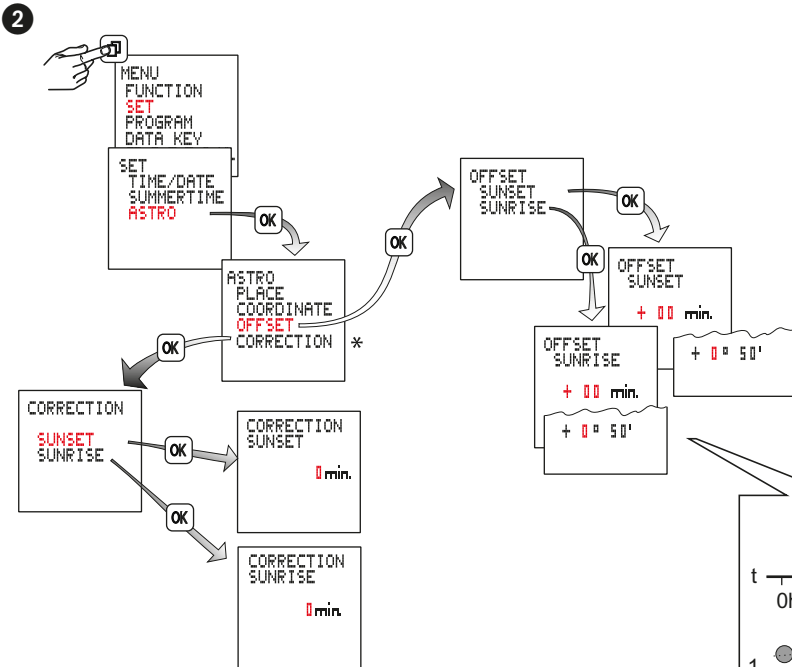 2
MENU
FUNCTION
SET
PROGRAM
DATA KEY
SET
TIME/DATE
SUMMERTIME
ASTRO
OK
ASTRO
PLACE
COORDINATE
OFFSET
CORRECTION *
OK
OK
OFFSET
SUNSET
SUNRISE
OK
OK
OFFSET
SUNSET
+ 00 min.
+ 0° 50'
OFFSET
SUNRISE
+ 00 min.
+ 0° 50'
CORRECTION
SUNSET
SUNRISE
OK
OK
CORRECTION
SUNSET
0 min.
CORRECTION
SUNRISE
0 min.
t
0h
1